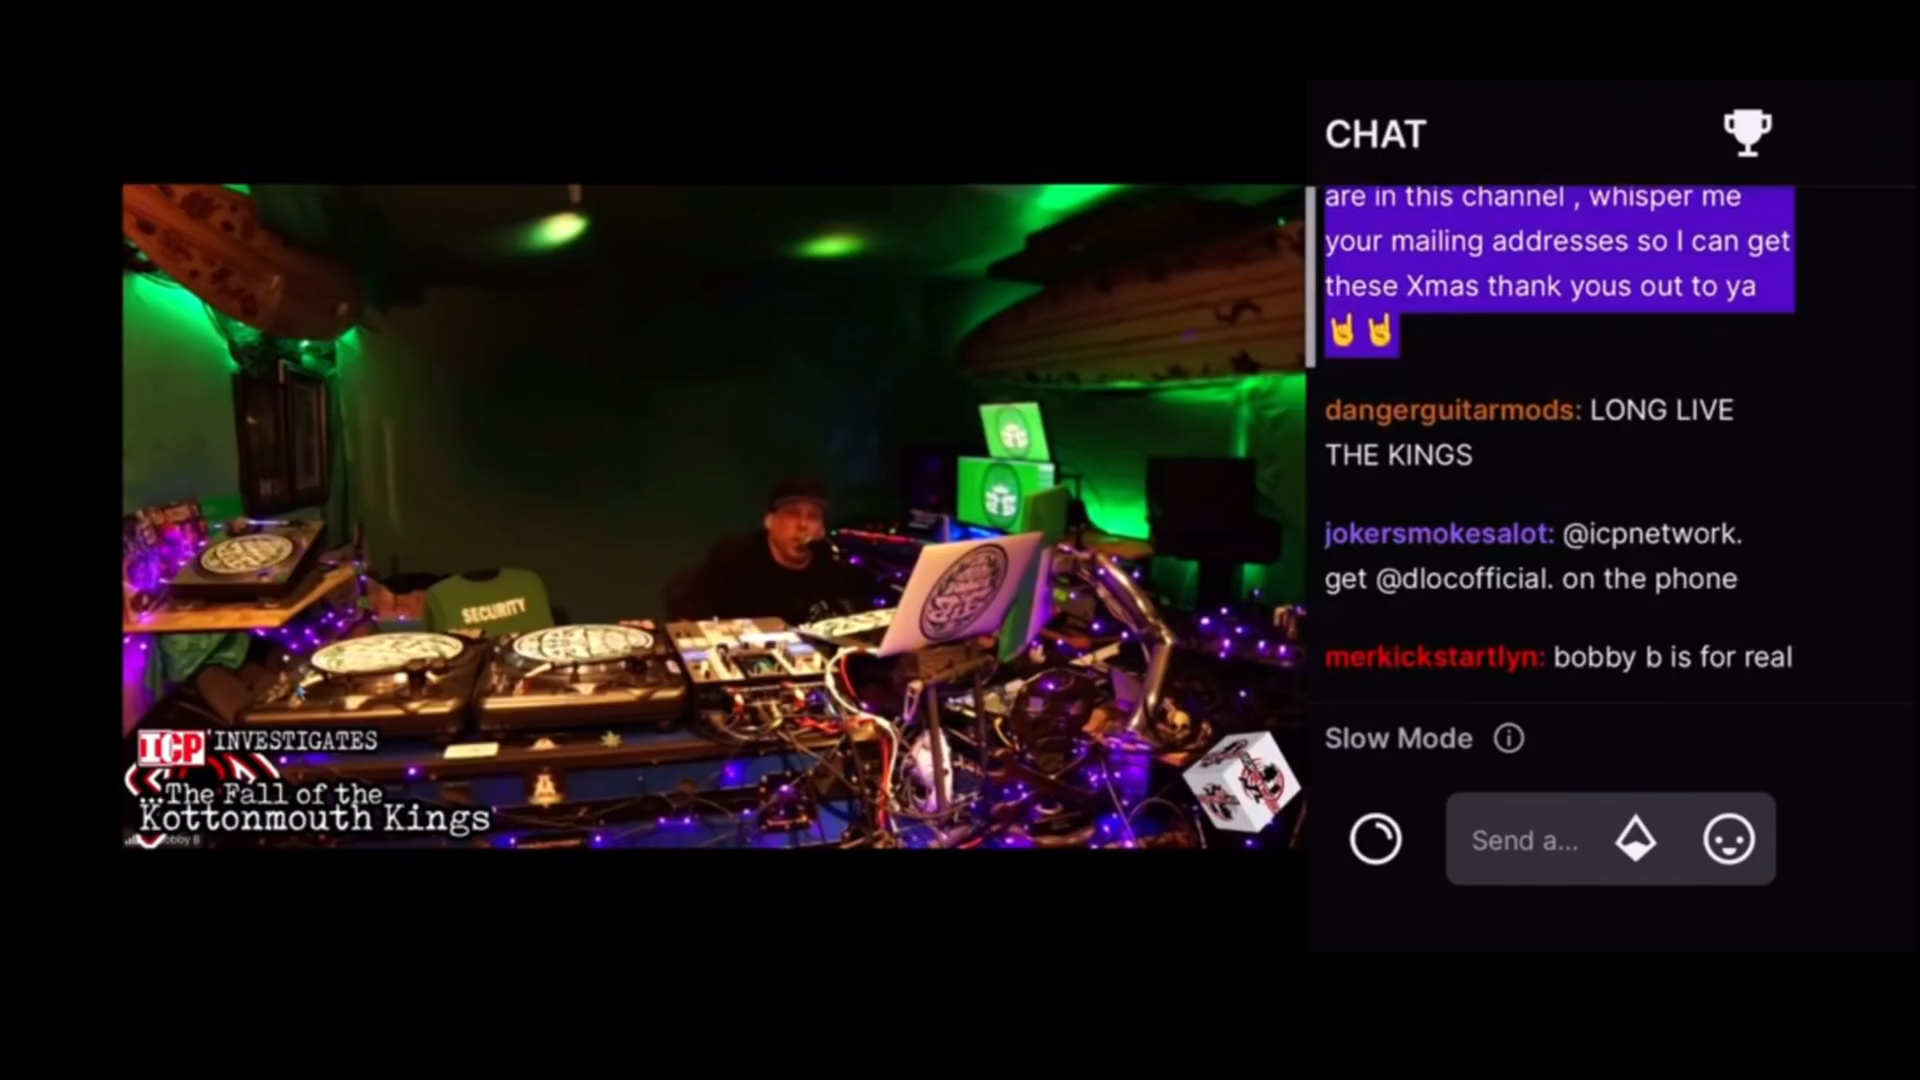 CHAT
are in this channel , whisper me
your mailing addresses so I can get
these Xmas thank yous out to ya
🤘 🤘
dangerguitarmods: LONG LIVE
THE KINGS
jokersmokesalot: @icpnetwork.
get @dlocofficial. on the phone
merkickstartlyn: bobby b is for real
Slow Mode
Send a...
SECURITY
ICP INVESTIGATES
...The Fall of the
Kottonmouth Kings